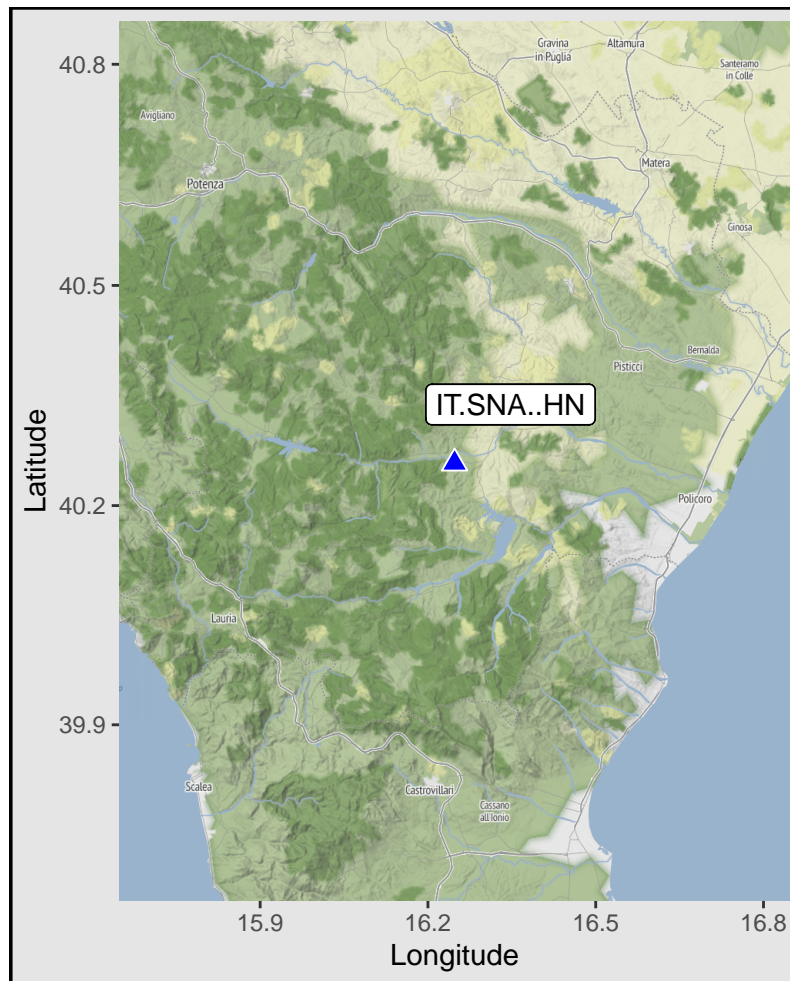 40.8
40.5
40.2
39.9
Latitude
Gravina
in Puglia
Altamura
Santeramo
in Colle
Avigliano
Matera
Potenza
Ginosa
Bernalda
Pisticci
IT.SNA..HN
Policoro
Lauria
Scalea
Castrovillari
Cassano
all'Ionio
15.9
16.2
16.5
16.8
Longitude